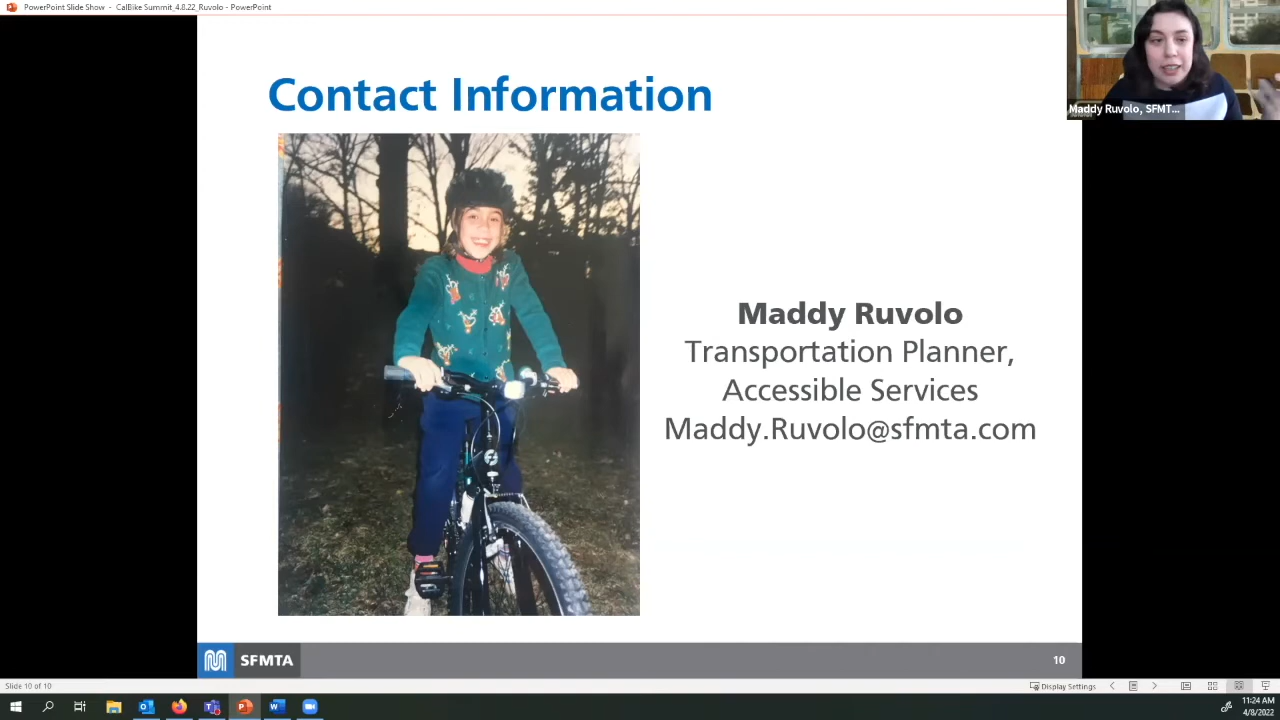 PowerPoint Slide Show - CalBike Summit_4.8.22_Ruvolo - PowerPoint
Maddy Ruvolo, SFMT...
Contact Information
Maddy Ruvolo
Transportation Planner,
Accessible Services
Maddy.Ruvolo@sfmta.com
SFMTA
10
Slide 10 of 10
Display Settings
11:24 AM
4/8/2022